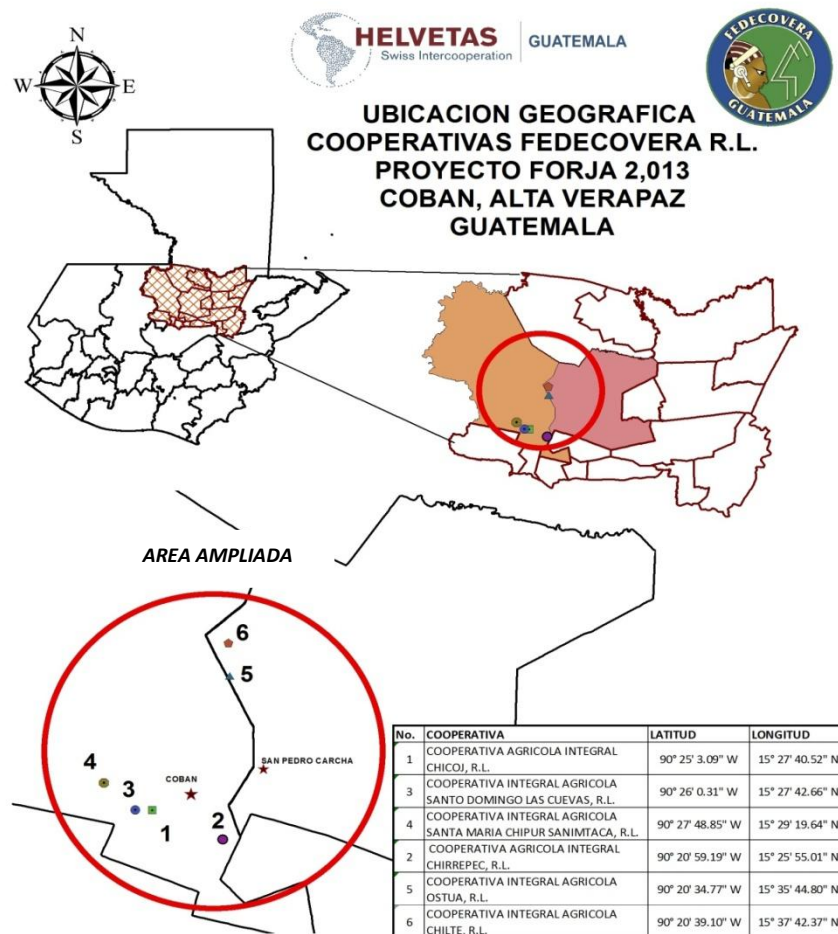 N
W E
S
HELVETAS
Swiss Intercooperation
GUATEMALA
FEDECOVERA
GUATEMALA
UBICACION GEOGRAFICA
COOPERATIVAS FEDECOVERA R.L.
PROYECTO FORJA 2,013
COBAN, ALTA VERAPAZ
GUATEMALA
AREA AMPLIADA
6
5
SAN PEDRO CARCHA
4
COBAN
3
1
2
No. COOPERATIVA LATITUD LONGITUD
1 COOPERATIVA AGRICOLA INTEGRAL CHICOJ, R.L. 90° 25' 3.09" W 15° 27' 40.52" N
3 COOPERATIVA INTEGRAL AGRICOLA SANTO DOMINGO LAS CUEVAS, R.L. 90° 26' 0.31" W 15° 27' 42.66" N
4 COOPERATIVA INTEGRAL AGRICOLA SANTA MARIA CHIPUR SANIMTACA, R.L. 90° 27' 48.85" W 15° 29' 19.64" N
2 COOPERATIVA AGRICOLA INTEGRAL CHIRREPEC, R.L. 90° 20' 59.19" W 15° 25' 55.01" N
5 COOPERATIVA INTEGRAL AGRICOLA OSTUA, R.L. 90° 20' 34.77" W 15° 35' 44.80" N
6 COOPERATIVA INTEGRAL AGRICOLA CHILTE, R.L. 90° 20' 39.10" W 15° 37' 42.37" N